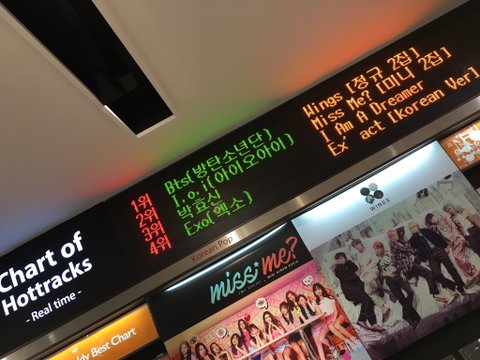 1위 Bts(방탄소년단) Wings [정규 2집]
2위 I.o.i(아이오아이) Miss Me? [미니 2집]
3위 박효신 I Am A Dreamer
4위 Exo(엑소) Ex' act [Korean Ver]
Korean Pop
Chart of
Hottracks
- Real time -
Best Chart
miss me?
WINGS